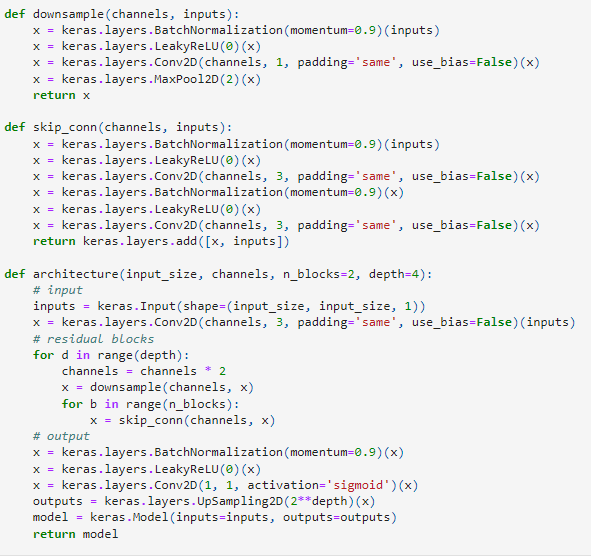 def downsample(channels, inputs):
    x = keras.layers.BatchNormalization(momentum=0.9)(inputs)
    x = keras.layers.LeakyReLU(0)(x)
    x = keras.layers.Conv2D(channels, 1, padding='same', use_bias=False)(x)
    x = keras.layers.MaxPool2D(2)(x)
    return x

def skip_conn(channels, inputs):
    x = keras.layers.BatchNormalization(momentum=0.9)(inputs)
    x = keras.layers.LeakyReLU(0)(x)
    x = keras.layers.Conv2D(channels, 3, padding='same', use_bias=False)(x)
    x = keras.layers.BatchNormalization(momentum=0.9)(x)
    x = keras.layers.LeakyReLU(0)(x)
    x = keras.layers.Conv2D(channels, 3, padding='same', use_bias=False)(x)
    return keras.layers.add([x, inputs])

def architecture(input_size, channels, n_blocks=2, depth=4):
    # input
    inputs = keras.Input(shape=(input_size, input_size, 1))
    x = keras.layers.Conv2D(channels, 3, padding='same', use_bias=False)(inputs)
    # residual blocks
    for d in range(depth):
        channels = channels * 2
        x = downsample(channels, x)
        for b in range(n_blocks):
            x = skip_conn(channels, x)
    # output
    x = keras.layers.BatchNormalization(momentum=0.9)(x)
    x = keras.layers.LeakyReLU(0)(x)
    x = keras.layers.Conv2D(1, 1, activation='sigmoid')(x)
    outputs = keras.layers.UpSampling2D(2**depth)(x)
    model = keras.Model(inputs=inputs, outputs=outputs)
    return model